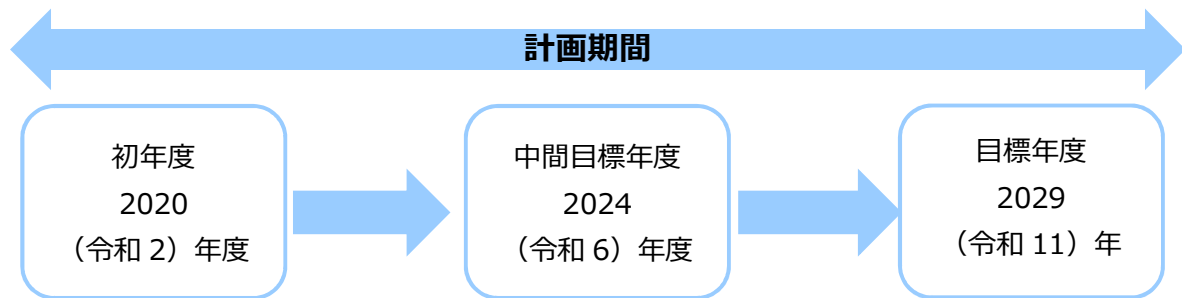 計画期間
初年度
2020
（令和 2）年度
中間目標年度
2024
（令和 6）年度
目標年度
2029
（令和 11）年